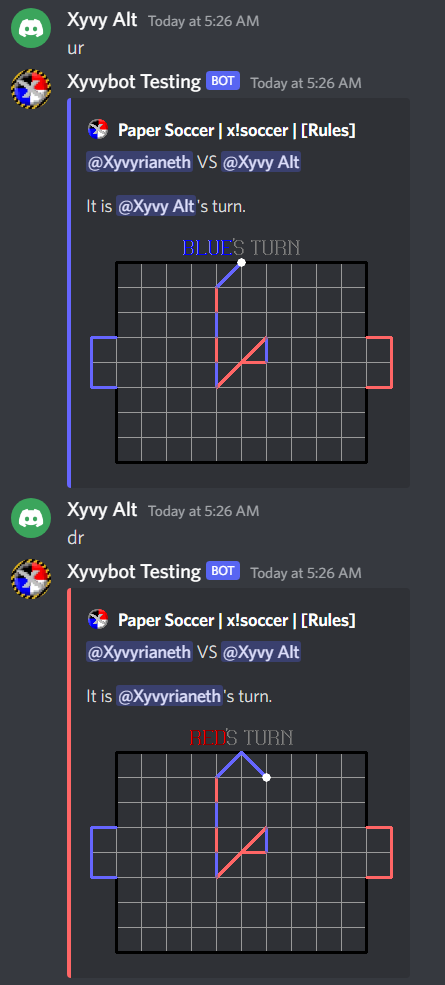 Xyvy Alt Today at 5:26 AM
ur
Xyvybot Testing BOT Today at 5:26 AM
Paper Soccer | x!soccer | [Rules]
@Xyvyrianeth VS @Xyvy Alt
It is @Xyvy Alt's turn.
BLUE'S TURN
Xyvy Alt Today at 5:26 AM
dr
Xyvybot Testing BOT Today at 5:26 AM
Paper Soccer | x!soccer | [Rules]
@Xyvyrianeth VS @Xyvy Alt
It is @Xyvyrianeth's turn.
RED'S TURN